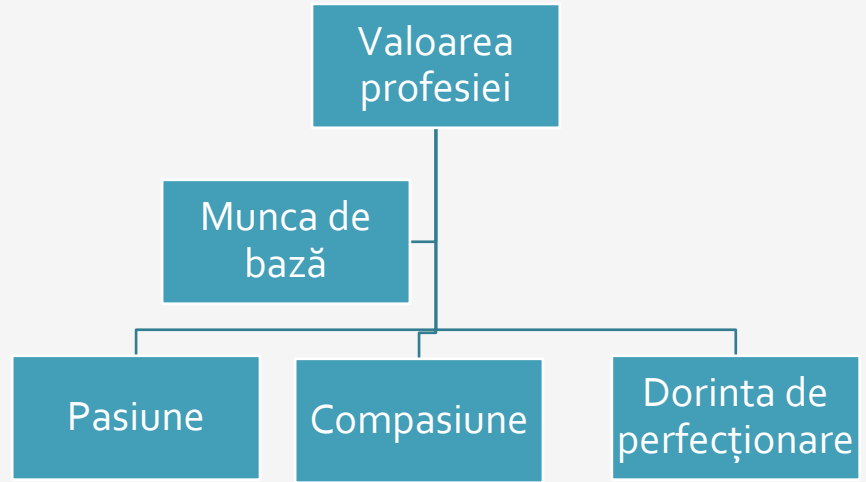 Valoarea
profesiei
Munca de
bază
Pasiune
Compasiune
Dorinta de
perfecționare